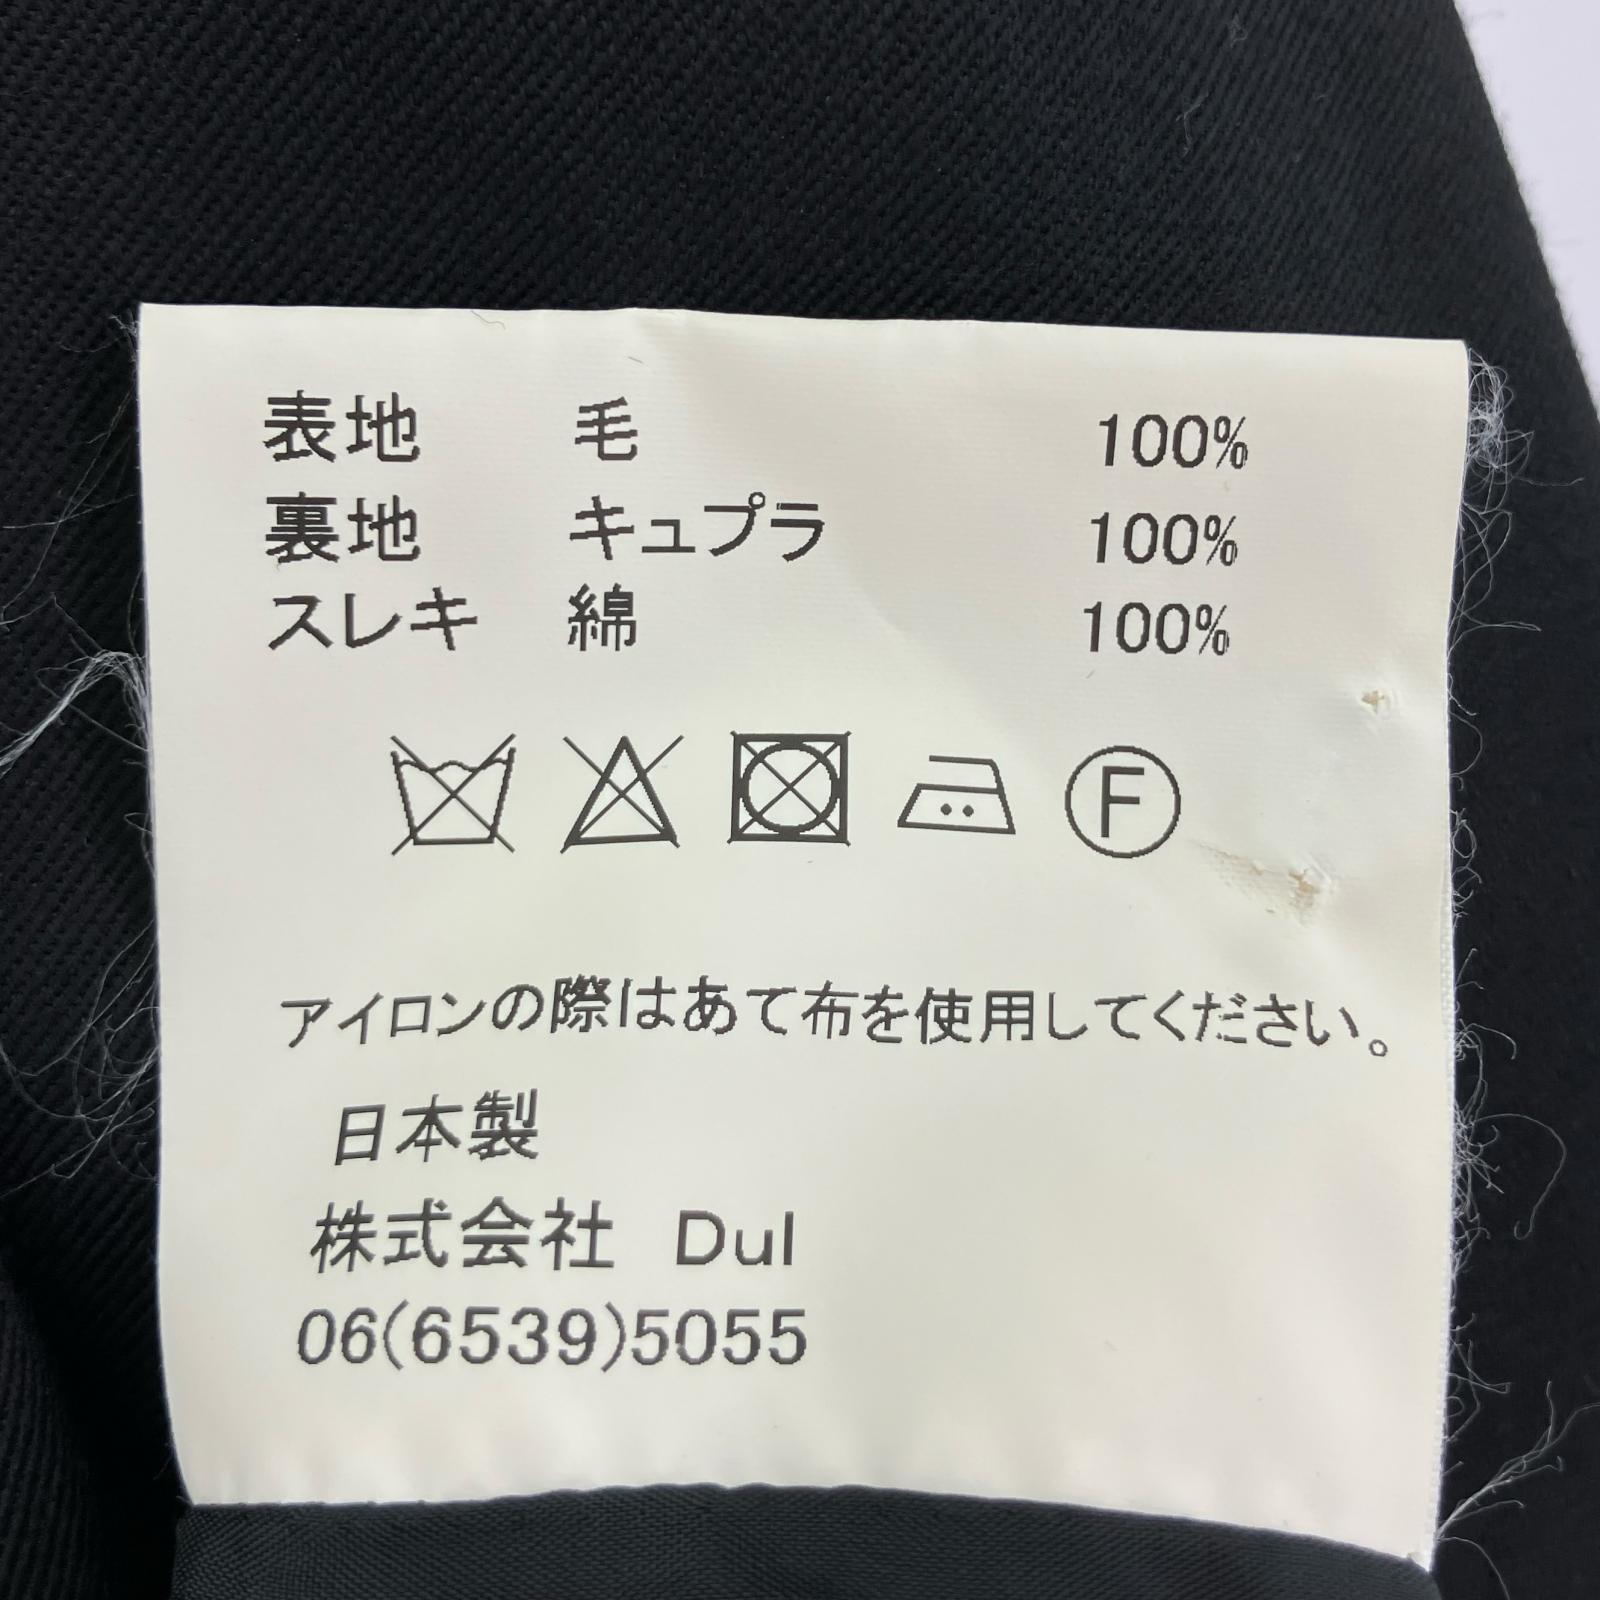 表地 毛 100%
裏地 キュプラ 100%
スレキ 綿 100%
F
アイロンの際はあて布を使用してください。
日本製
株式会社 Dul
06(6539)5055